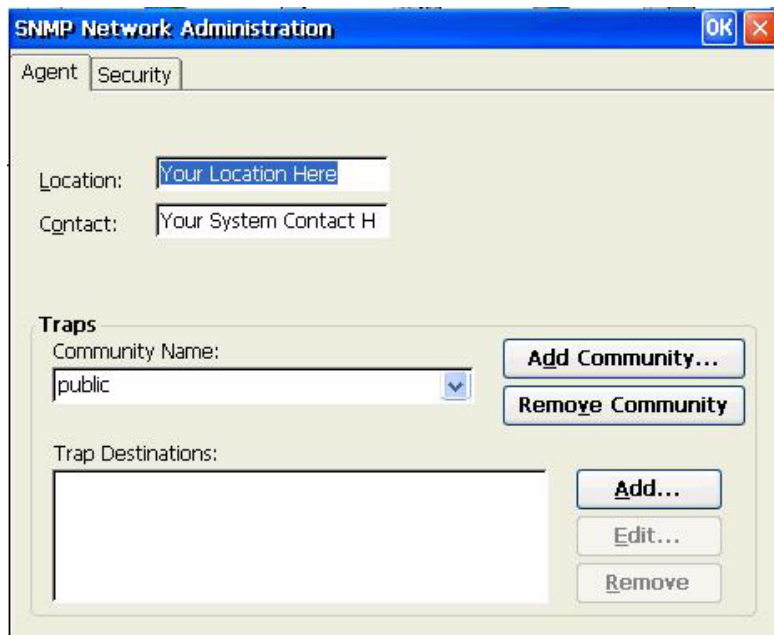 SNMP Network Administration OK
Agent Security
Location: Your Location Here
Contact: Your System Contact H
Traps
Community Name:
public
Add Community...
Remove Community
Trap Destinations:
Add...
Edit...
Remove